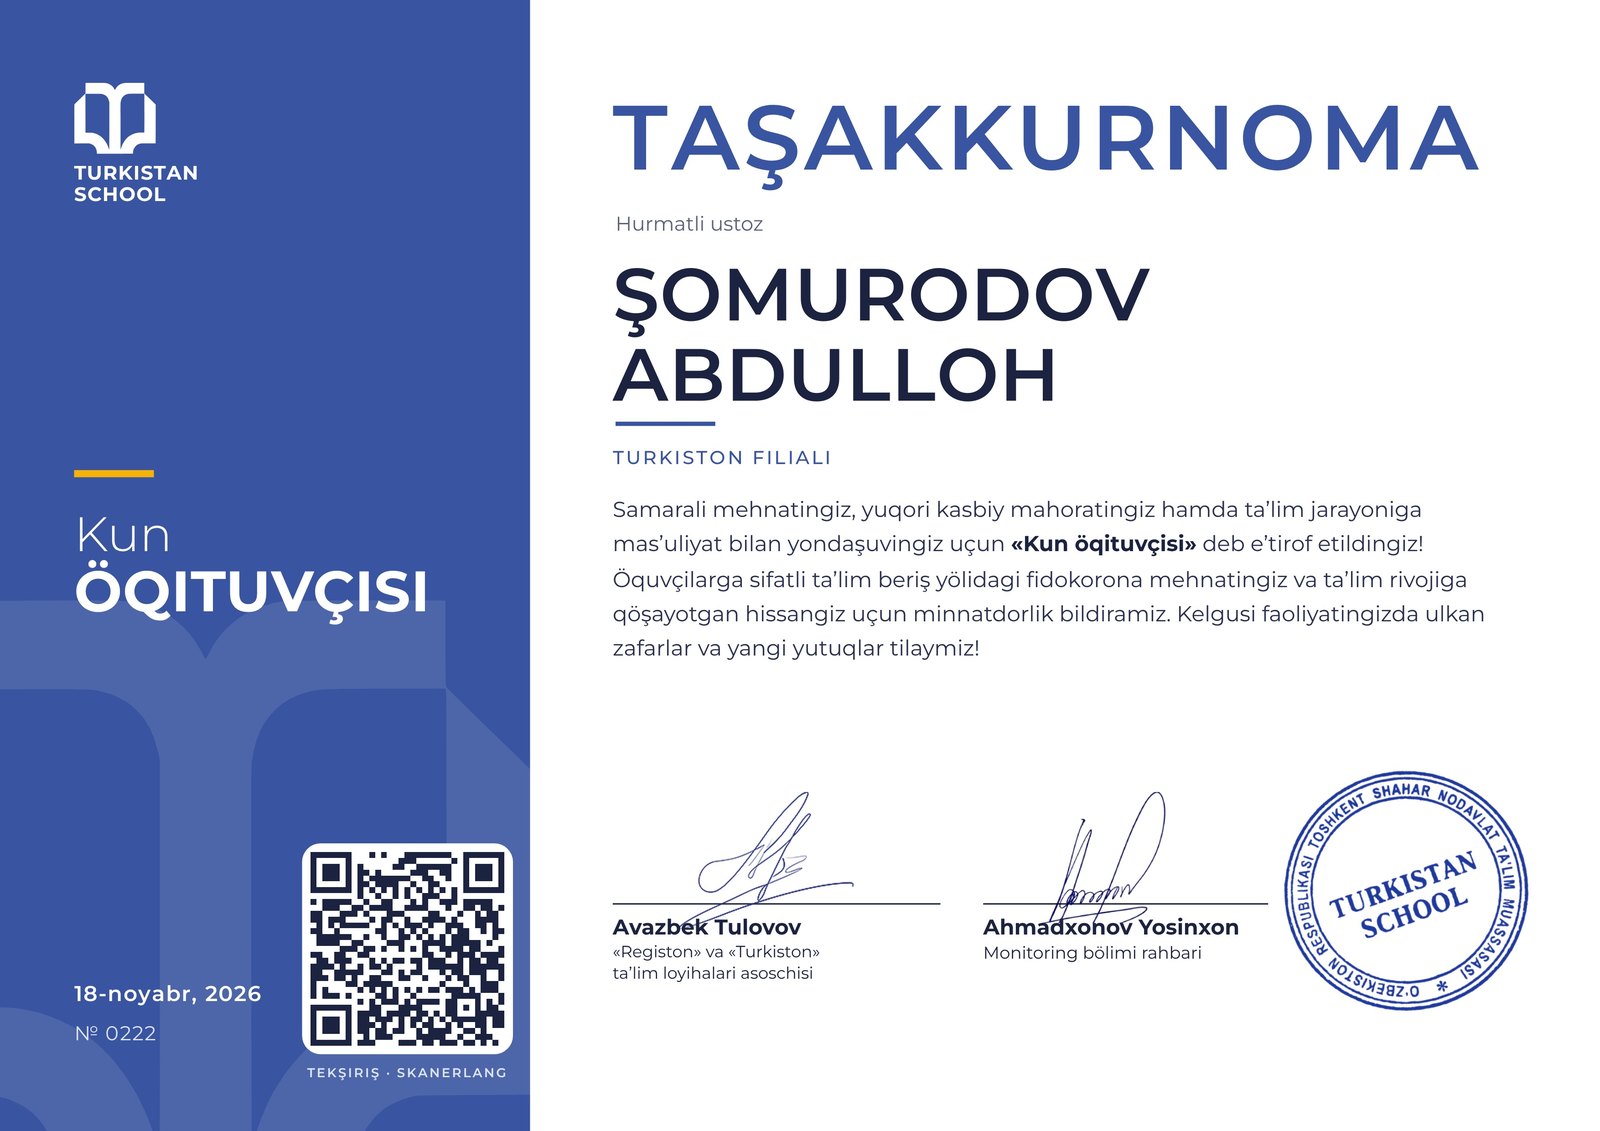 TURKISTAN
SCHOOL
Kun
ÖQITUVÇISI
18-noyabr, 2026
№ 0222
TEKŞIRIŞ · SKANERLANG
TAŞAKKURNOMA
Hurmatli ustoz
ŞOMURODOV
ABDULLOH
TURKISTON FILIALI
Samarali mehnatingiz, yuqori kasbiy mahoratingiz hamda ta’lim jarayoniga
mas’uliyat bilan yondaşuvingiz uçun «Kun öqituvçisi» deb e’tirof etildingiz!
Öquvçilarga sifatli ta’lim beriş yölidagi fidokorona mehnatingiz va ta’lim rivojiga
qöşayotgan hissangiz uçun minnatdorlik bildiramiz. Kelgusi faoliyatingizda ulkan
zafarlar va yangi yutuqlar tilaymiz!
Avazbek Tulovov
«Registon» va «Turkiston»
ta’lim loyihalari asoschisi
Ahmadxonov Yosinxon
Monitoring bölimi rahbari
O‘ZBEKISTON RESPUBLIKASI TOSHKENT SHAHAR NODAVLAT TA’LIM MUASSASASI *
TURKISTAN
SCHOOL